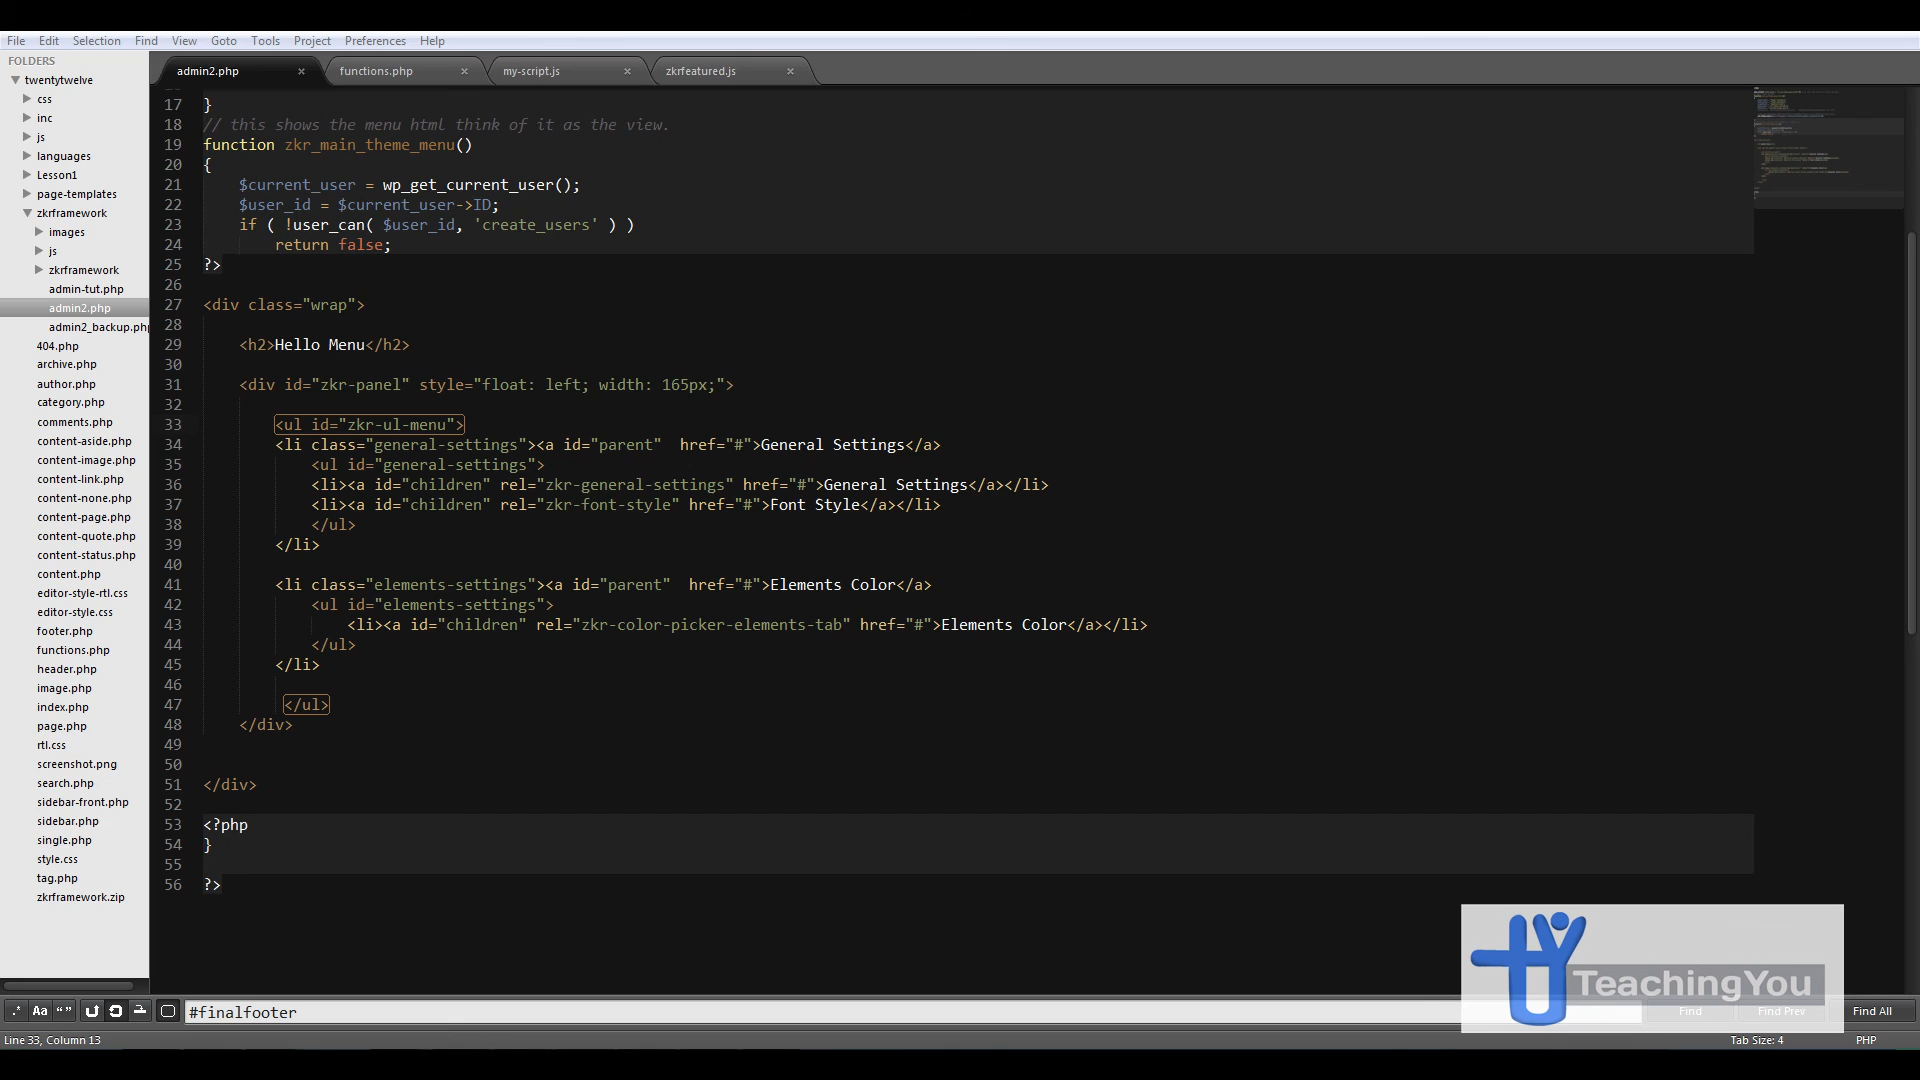 File Edit Selection Find View Goto Tools Project Preferences Help
FOLDERS
twentytwelve
css
inc
js
languages
Lesson1
page-templates
zkrframework
images
js
zkrframework
admin-tut.php
admin2.php
admin2_backup.php
404.php
archive.php
author.php
category.php
comments.php
content-aside.php
content-image.php
content-link.php
content-none.php
content-page.php
content-quote.php
content-status.php
content.php
editor-style-rtl.css
editor-style.css
footer.php
functions.php
header.php
image.php
index.php
page.php
rtl.css
screenshot.png
search.php
sidebar-front.php
sidebar.php
single.php
style.css
tag.php
zkrframework.zip
admin2.php × functions.php × my-script.js × zkrfeatured.js ×
17 }
18 // this shows the menu html think of it as the view.
19 function zkr_main_theme_menu()
20 {
21 $current_user = wp_get_current_user();
22 $user_id = $current_user->ID;
23 if ( !user_can( $user_id, 'create_users' ) )
24 return false;
25 ?>
26
27 <div class="wrap">
28
29 <h2>Hello Menu</h2>
30
31 <div id="zkr-panel" style="float: left; width: 165px;">
32
33 <ul id="zkr-ul-menu">
34 <li class="general-settings"><a id="parent"  href="#">General Settings</a>
35 <ul id="general-settings">
36 <li><a id="children" rel="zkr-general-settings" href="#">General Settings</a></li>
37 <li><a id="children" rel="zkr-font-style" href="#">Font Style</a></li>
38 </ul>
39 </li>
40
41 <li class="elements-settings"><a id="parent"  href="#">Elements Color</a>
42 <ul id="elements-settings">
43 <li><a id="children" rel="zkr-color-picker-elements-tab" href="#">Elements Color</a></li>
44 </ul>
45 </li>
46
47 </ul>
48 </div>
49
50
51 </div>
52
53 <?php
54 }
55
56 ?>
TeachingYou
.* Aa “” #finalfooter Find Find Prev Find All
Line 33, Column 13 Tab Size: 4 PHP